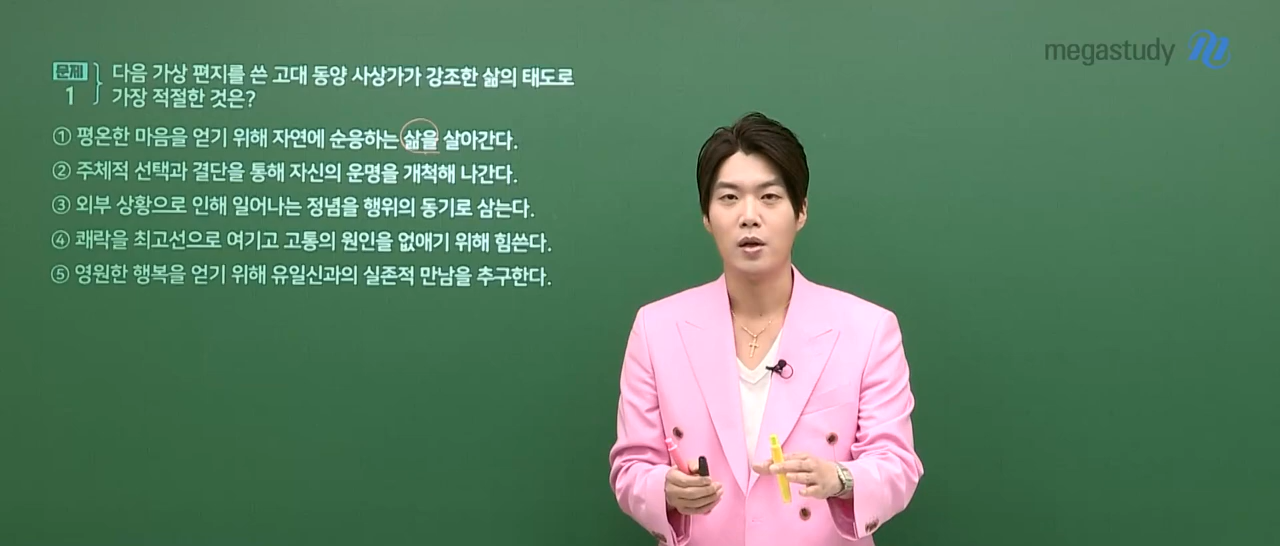 megastudy
문제
1
다음 가상 편지를 쓴 고대 동양 사상가가 강조한 삶의 태도로
가장 적절한 것은?
① 평온한 마음을 얻기 위해 자연에 순응하는 삶을 살아간다.
② 주체적 선택과 결단을 통해 자신의 운명을 개척해 나간다.
③ 외부 상황으로 인해 일어나는 정념을 행위의 동기로 삼는다.
④ 쾌락을 최고선으로 여기고 고통의 원인을 없애기 위해 힘쓴다.
⑤ 영원한 행복을 얻기 위해 유일신과의 실존적 만남을 추구한다.